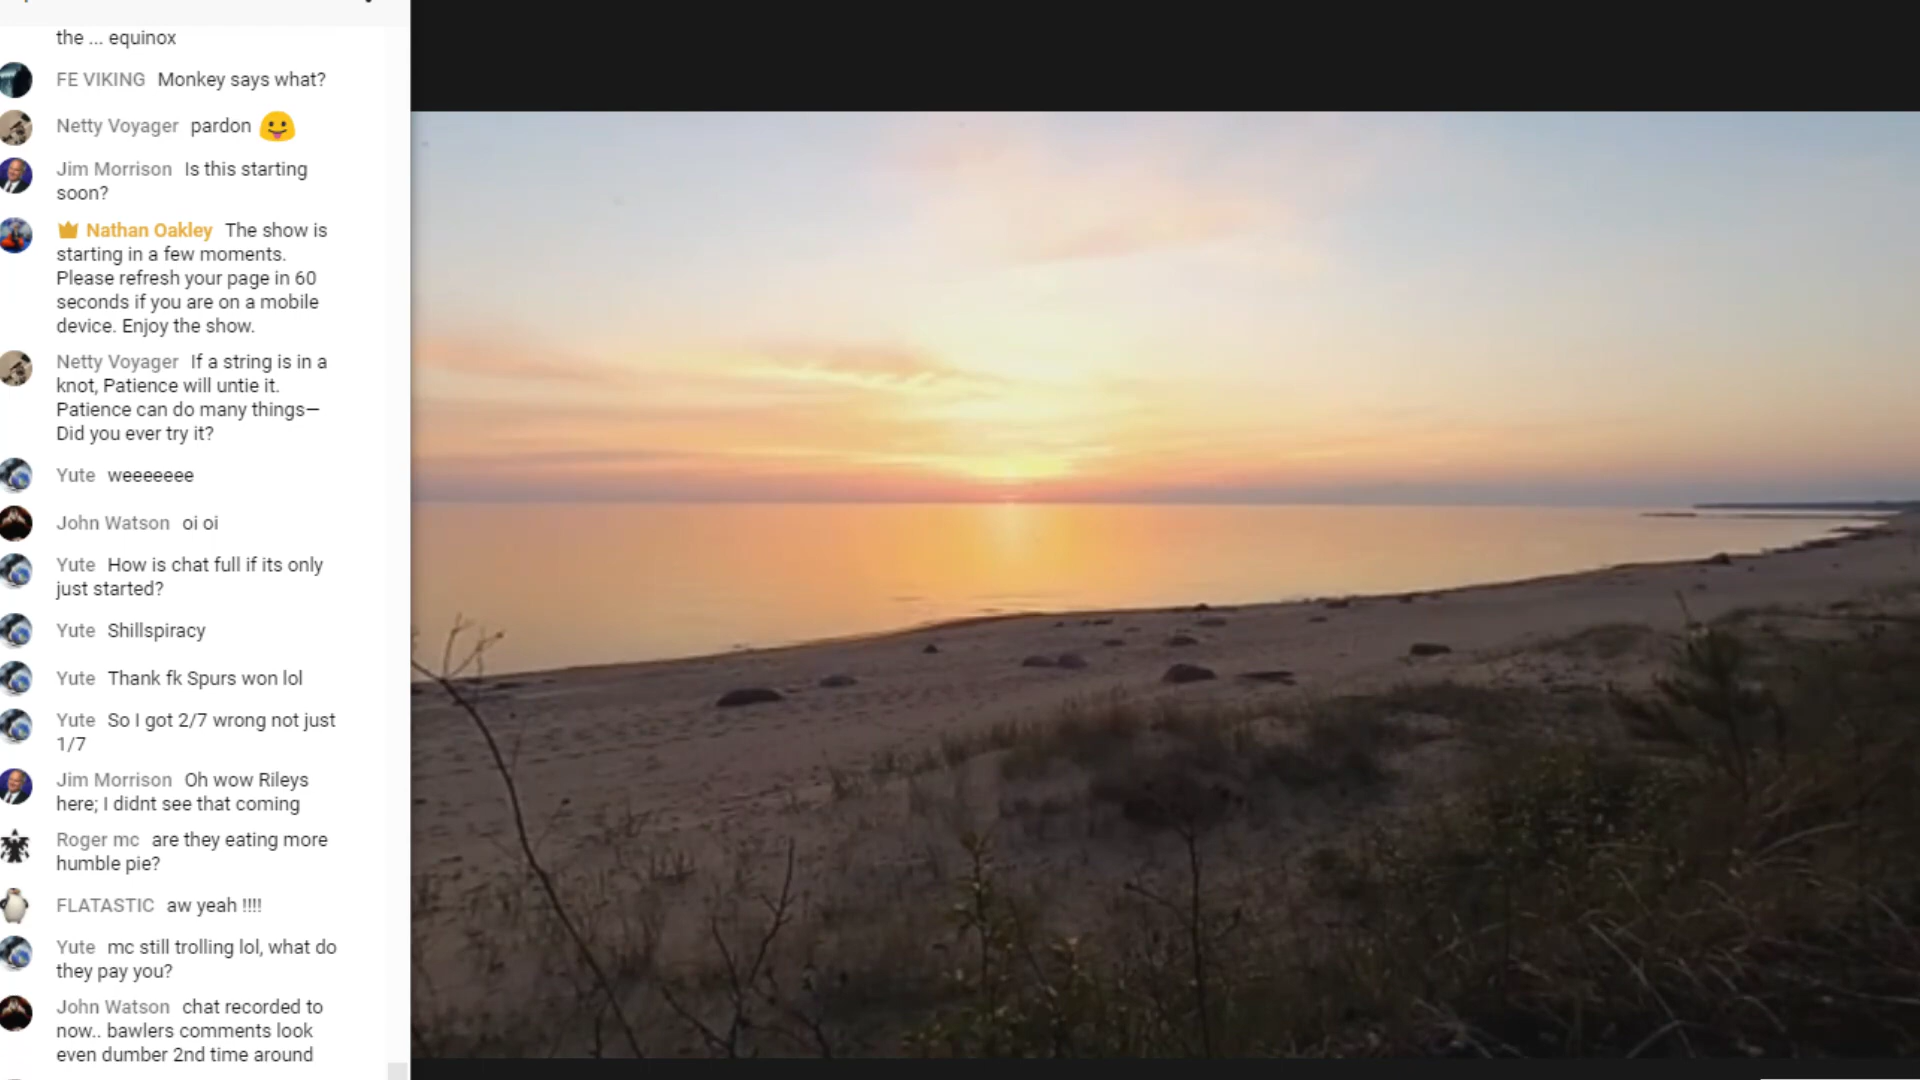 the ... equinox
FE VIKING Monkey says what?
Netty Voyager pardon
Jim Morrison Is this starting
soon?
Nathan Oakley The show is
starting in a few moments.
Please refresh your page in 60
seconds if you are on a mobile
device. Enjoy the show.
Netty Voyager If a string is in a
knot, Patience will untie it.
Patience can do many things—
Did you ever try it?
Yute weeeeeee
John Watson oi oi
Yute How is chat full if its only
just started?
Yute Shillspiracy
Yute Thank fk Spurs won lol
Yute So I got 2/7 wrong not just
1/7
Jim Morrison Oh wow Rileys
here; I didnt see that coming
Roger mc are they eating more
humble pie?
FLATASTIC aw yeah !!!!
Yute mc still trolling lol, what do
they pay you?
John Watson chat recorded to
now.. bawlers comments look
even dumber 2nd time around